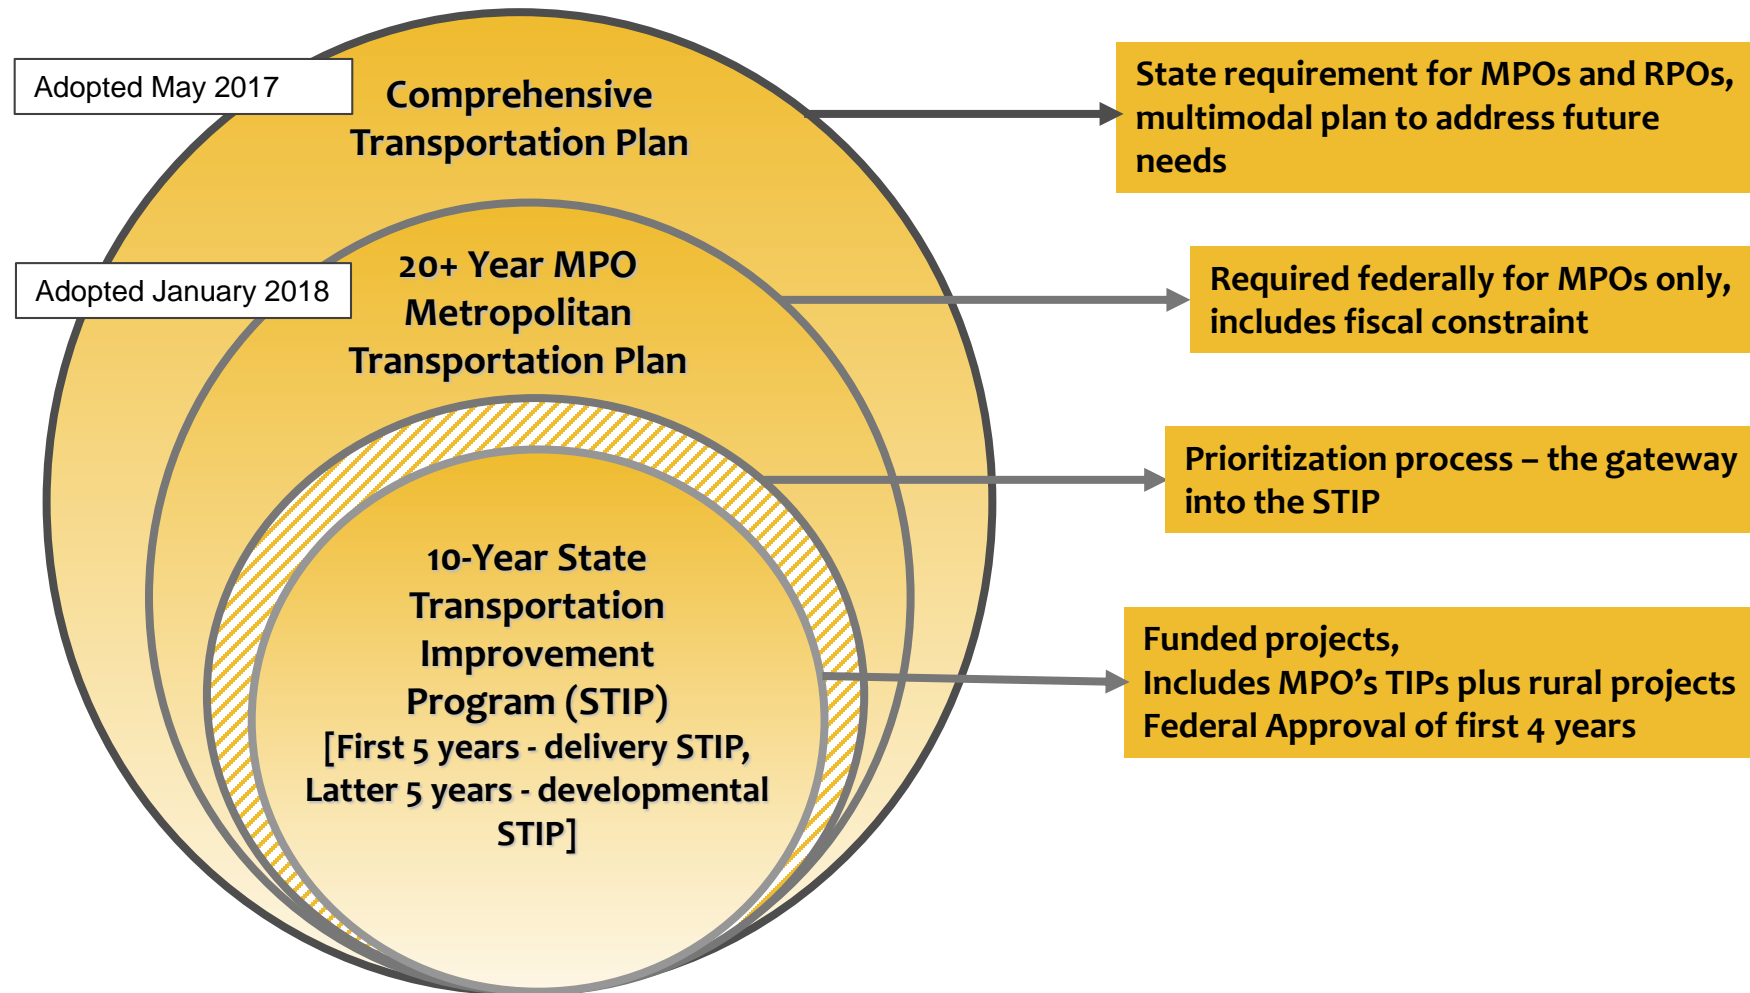 Adopted May 2017
Comprehensive
Transportation Plan
State requirement for MPOs and RPOs,
multimodal plan to address future
needs
Adopted January 2018
20+ Year MPO
Metropolitan
Transportation Plan
Required federally for MPOs only,
includes fiscal constraint
Prioritization process – the gateway
into the STIP
10-Year State
Transportation
Improvement
Program (STIP)
[First 5 years - delivery STIP,
Latter 5 years - developmental
STIP]
Funded projects,
Includes MPO’s TIPs plus rural projects
Federal Approval of first 4 years